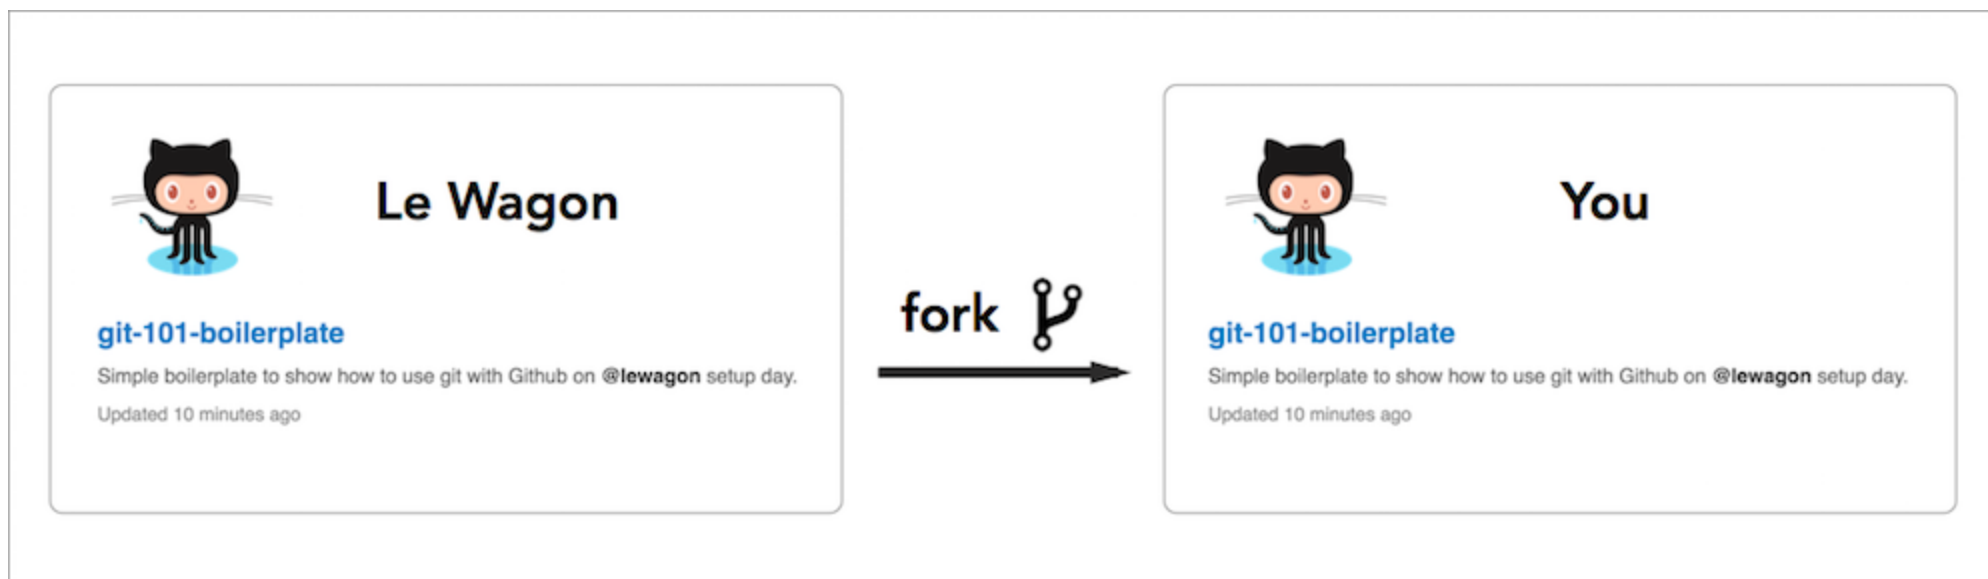 Le Wagon
git-101-boilerplate
Simple boilerplate to show how to use git with Github on @lewagon setup day.
Updated 10 minutes ago
fork
You
git-101-boilerplate
Simple boilerplate to show how to use git with Github on @lewagon setup day.
Updated 10 minutes ago